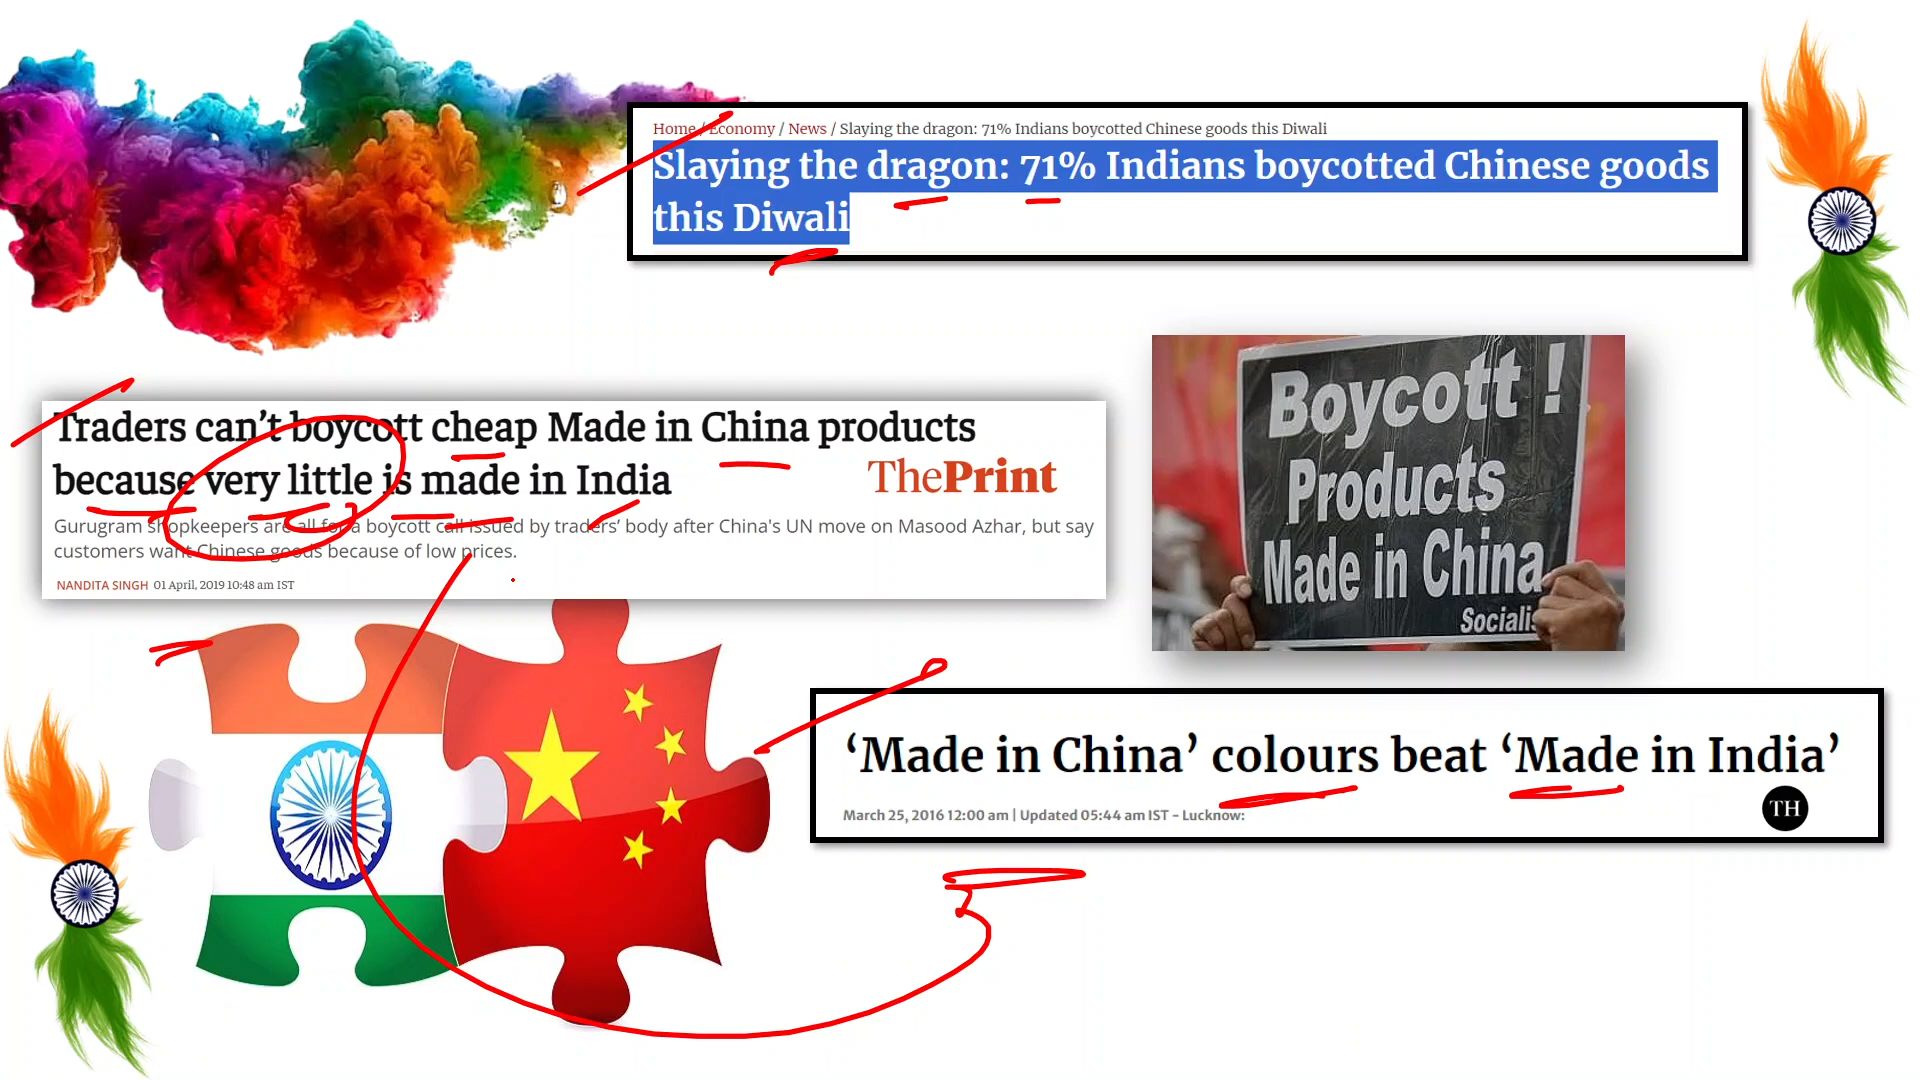 Home / Economy / News / Slaying the dragon: 71% Indians boycotted Chinese goods this Diwali
Slaying the dragon: 71% Indians boycotted Chinese goods
this Diwali
Traders can’t boycott cheap Made in China products
because very little is made in India
ThePrint
Gurugram shopkeepers are all for a boycott call issued by traders’ body after China's UN move on Masood Azhar, but say
customers want Chinese goods because of low prices.
NANDITA SINGH 01 April, 2019 10:48 am IST
Boycott !
Products
Made in China
Socialis
‘Made in China’ colours beat ‘Made in India’
March 25, 2016 12:00 am | Updated 05:44 am IST - Lucknow:
TH